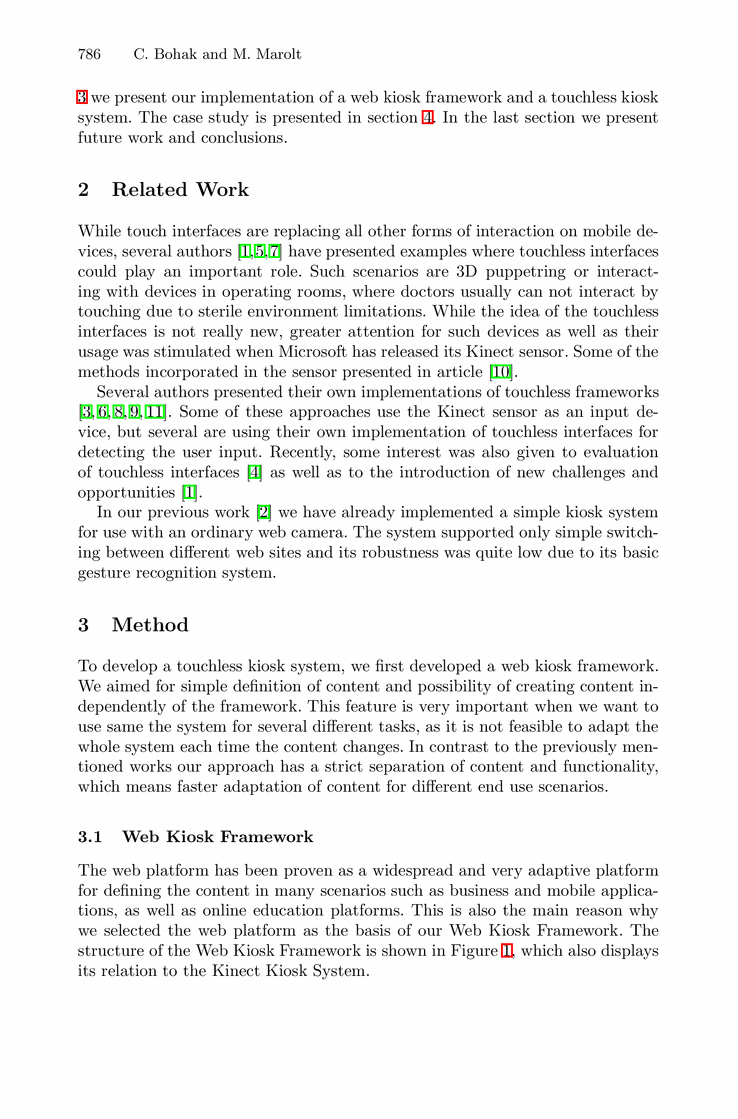 786 C. Bohak and M. Marolt
3 we present our implementation of a web kiosk framework and a touchless kiosk
system. The case study is presented in section 4. In the last section we present
future work and conclusions.
2 Related Work
While touch interfaces are replacing all other forms of interaction on mobile de-
vices, several authors [1,5,7] have presented examples where touchless interfaces
could play an important role. Such scenarios are 3D puppetring or interact-
ing with devices in operating rooms, where doctors usually can not interact by
touching due to sterile environment limitations. While the idea of the touchless
interfaces is not really new, greater attention for such devices as well as their
usage was stimulated when Microsoft has released its Kinect sensor. Some of the
methods incorporated in the sensor presented in article [10].
Several authors presented their own implementations of touchless frameworks
[3,6,8,9,11]. Some of these approaches use the Kinect sensor as an input de-
vice, but several are using their own implementation of touchless interfaces for
detecting the user input. Recently, some interest was also given to evaluation
of touchless interfaces [4] as well as to the introduction of new challenges and
opportunities [1].
In our previous work [2] we have already implemented a simple kiosk system
for use with an ordinary web camera. The system supported only simple switch-
ing between different web sites and its robustness was quite low due to its basic
gesture recognition system.
3 Method
To develop a touchless kiosk system, we first developed a web kiosk framework.
We aimed for simple definition of content and possibility of creating content in-
dependently of the framework. This feature is very important when we want to
use same the system for several different tasks, as it is not feasible to adapt the
whole system each time the content changes. In contrast to the previously men-
tioned works our approach has a strict separation of content and functionality,
which means faster adaptation of content for different end use scenarios.
3.1 Web Kiosk Framework
The web platform has been proven as a widespread and very adaptive platform
for defining the content in many scenarios such as business and mobile applica-
tions, as well as online education platforms. This is also the main reason why
we selected the web platform as the basis of our Web Kiosk Framework. The
structure of the Web Kiosk Framework is shown in Figure 1, which also displays
its relation to the Kinect Kiosk System.